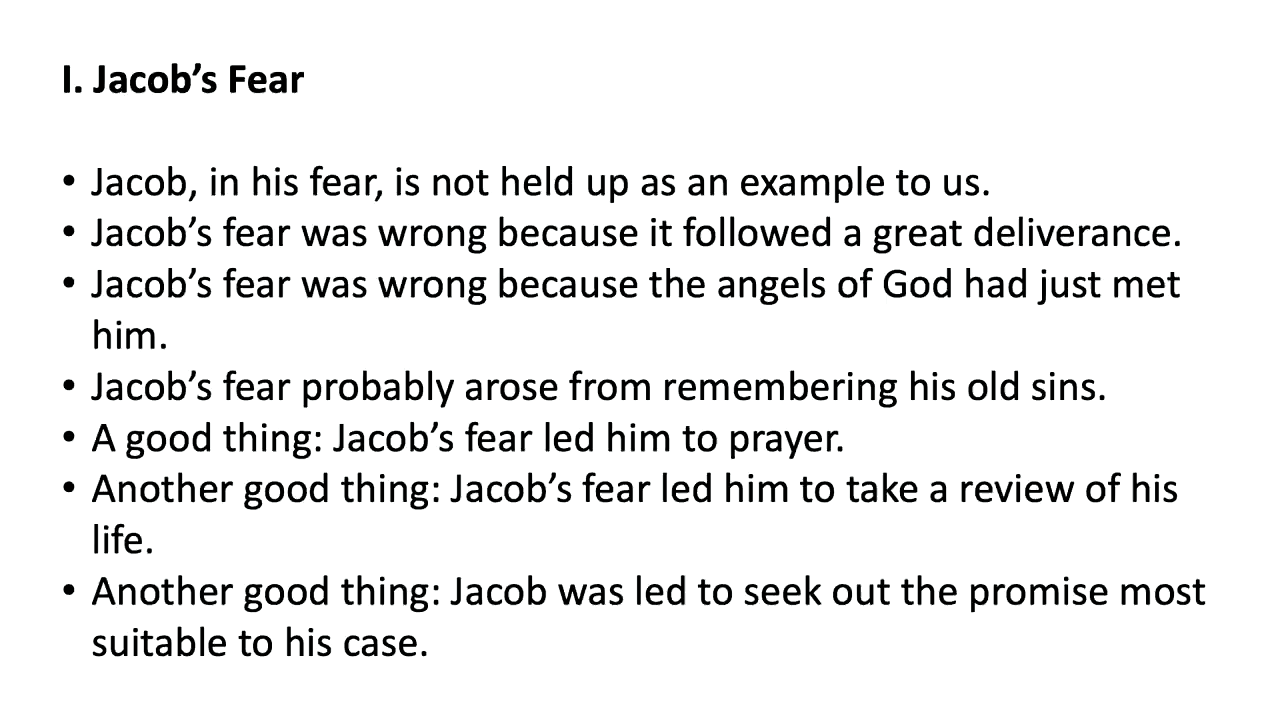 I. Jacob’s Fear
• Jacob, in his fear, is not held up as an example to us.
• Jacob’s fear was wrong because it followed a great deliverance.
• Jacob’s fear was wrong because the angels of God had just met
him.
• Jacob’s fear probably arose from remembering his old sins.
• A good thing: Jacob’s fear led him to prayer.
• Another good thing: Jacob’s fear led him to take a review of his
life.
• Another good thing: Jacob was led to seek out the promise most
suitable to his case.